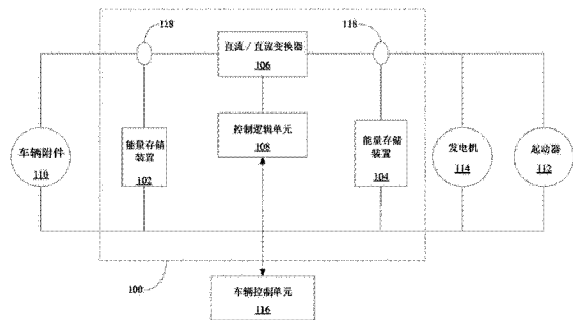 128
118
直流／直流变换器
106
车辆附件
110
能量存储
装置
102
控制逻辑单元
108
能量存储
装置
104
发电机
114
起动器
112
100
车辆控制单元
116